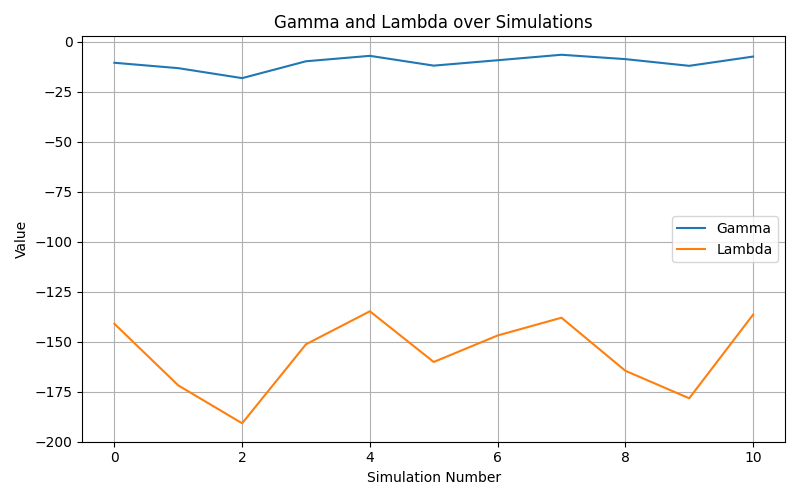 Gamma and Lambda over Simulations
0
−25
−50
−75
−100
−125
−150
−175
−200
Value
Gamma
Lambda
0 2 4 6 8 10
Simulation Number